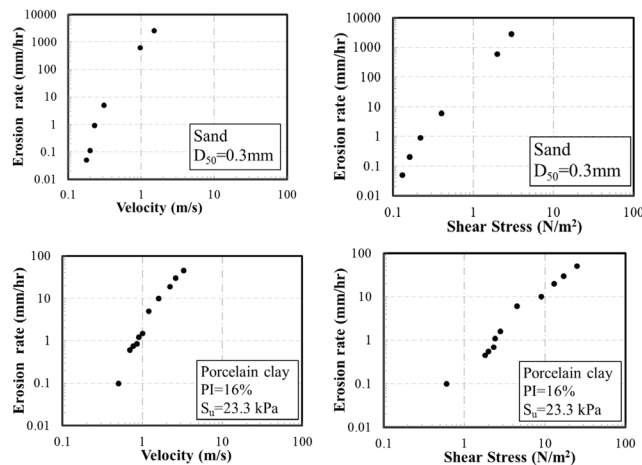 10000
1000
100
10
1
0.1
0.01
Erosion rate (mm/hr)
Sand
D50=0.3mm
0.1 1 10 100
Velocity (m/s)
10000
1000
100
10
1
0.1
0.01
Erosion rate (mm/hr)
Sand
D50=0.3mm
0.1 1 10 100
Shear Stress (N/m²)
100
10
1
0.1
0.01
Erosion rate (mm/hr)
Porcelain clay
PI=16%
Su=23.3 kPa
0.1 1 10 100
Velocity (m/s)
100
10
1
0.1
0.01
Erosion rate (mm/hr)
Porcelain clay
PI=16%
Su=23.3 kPa
0.1 1 10 100
Shear Stress (N/m²)